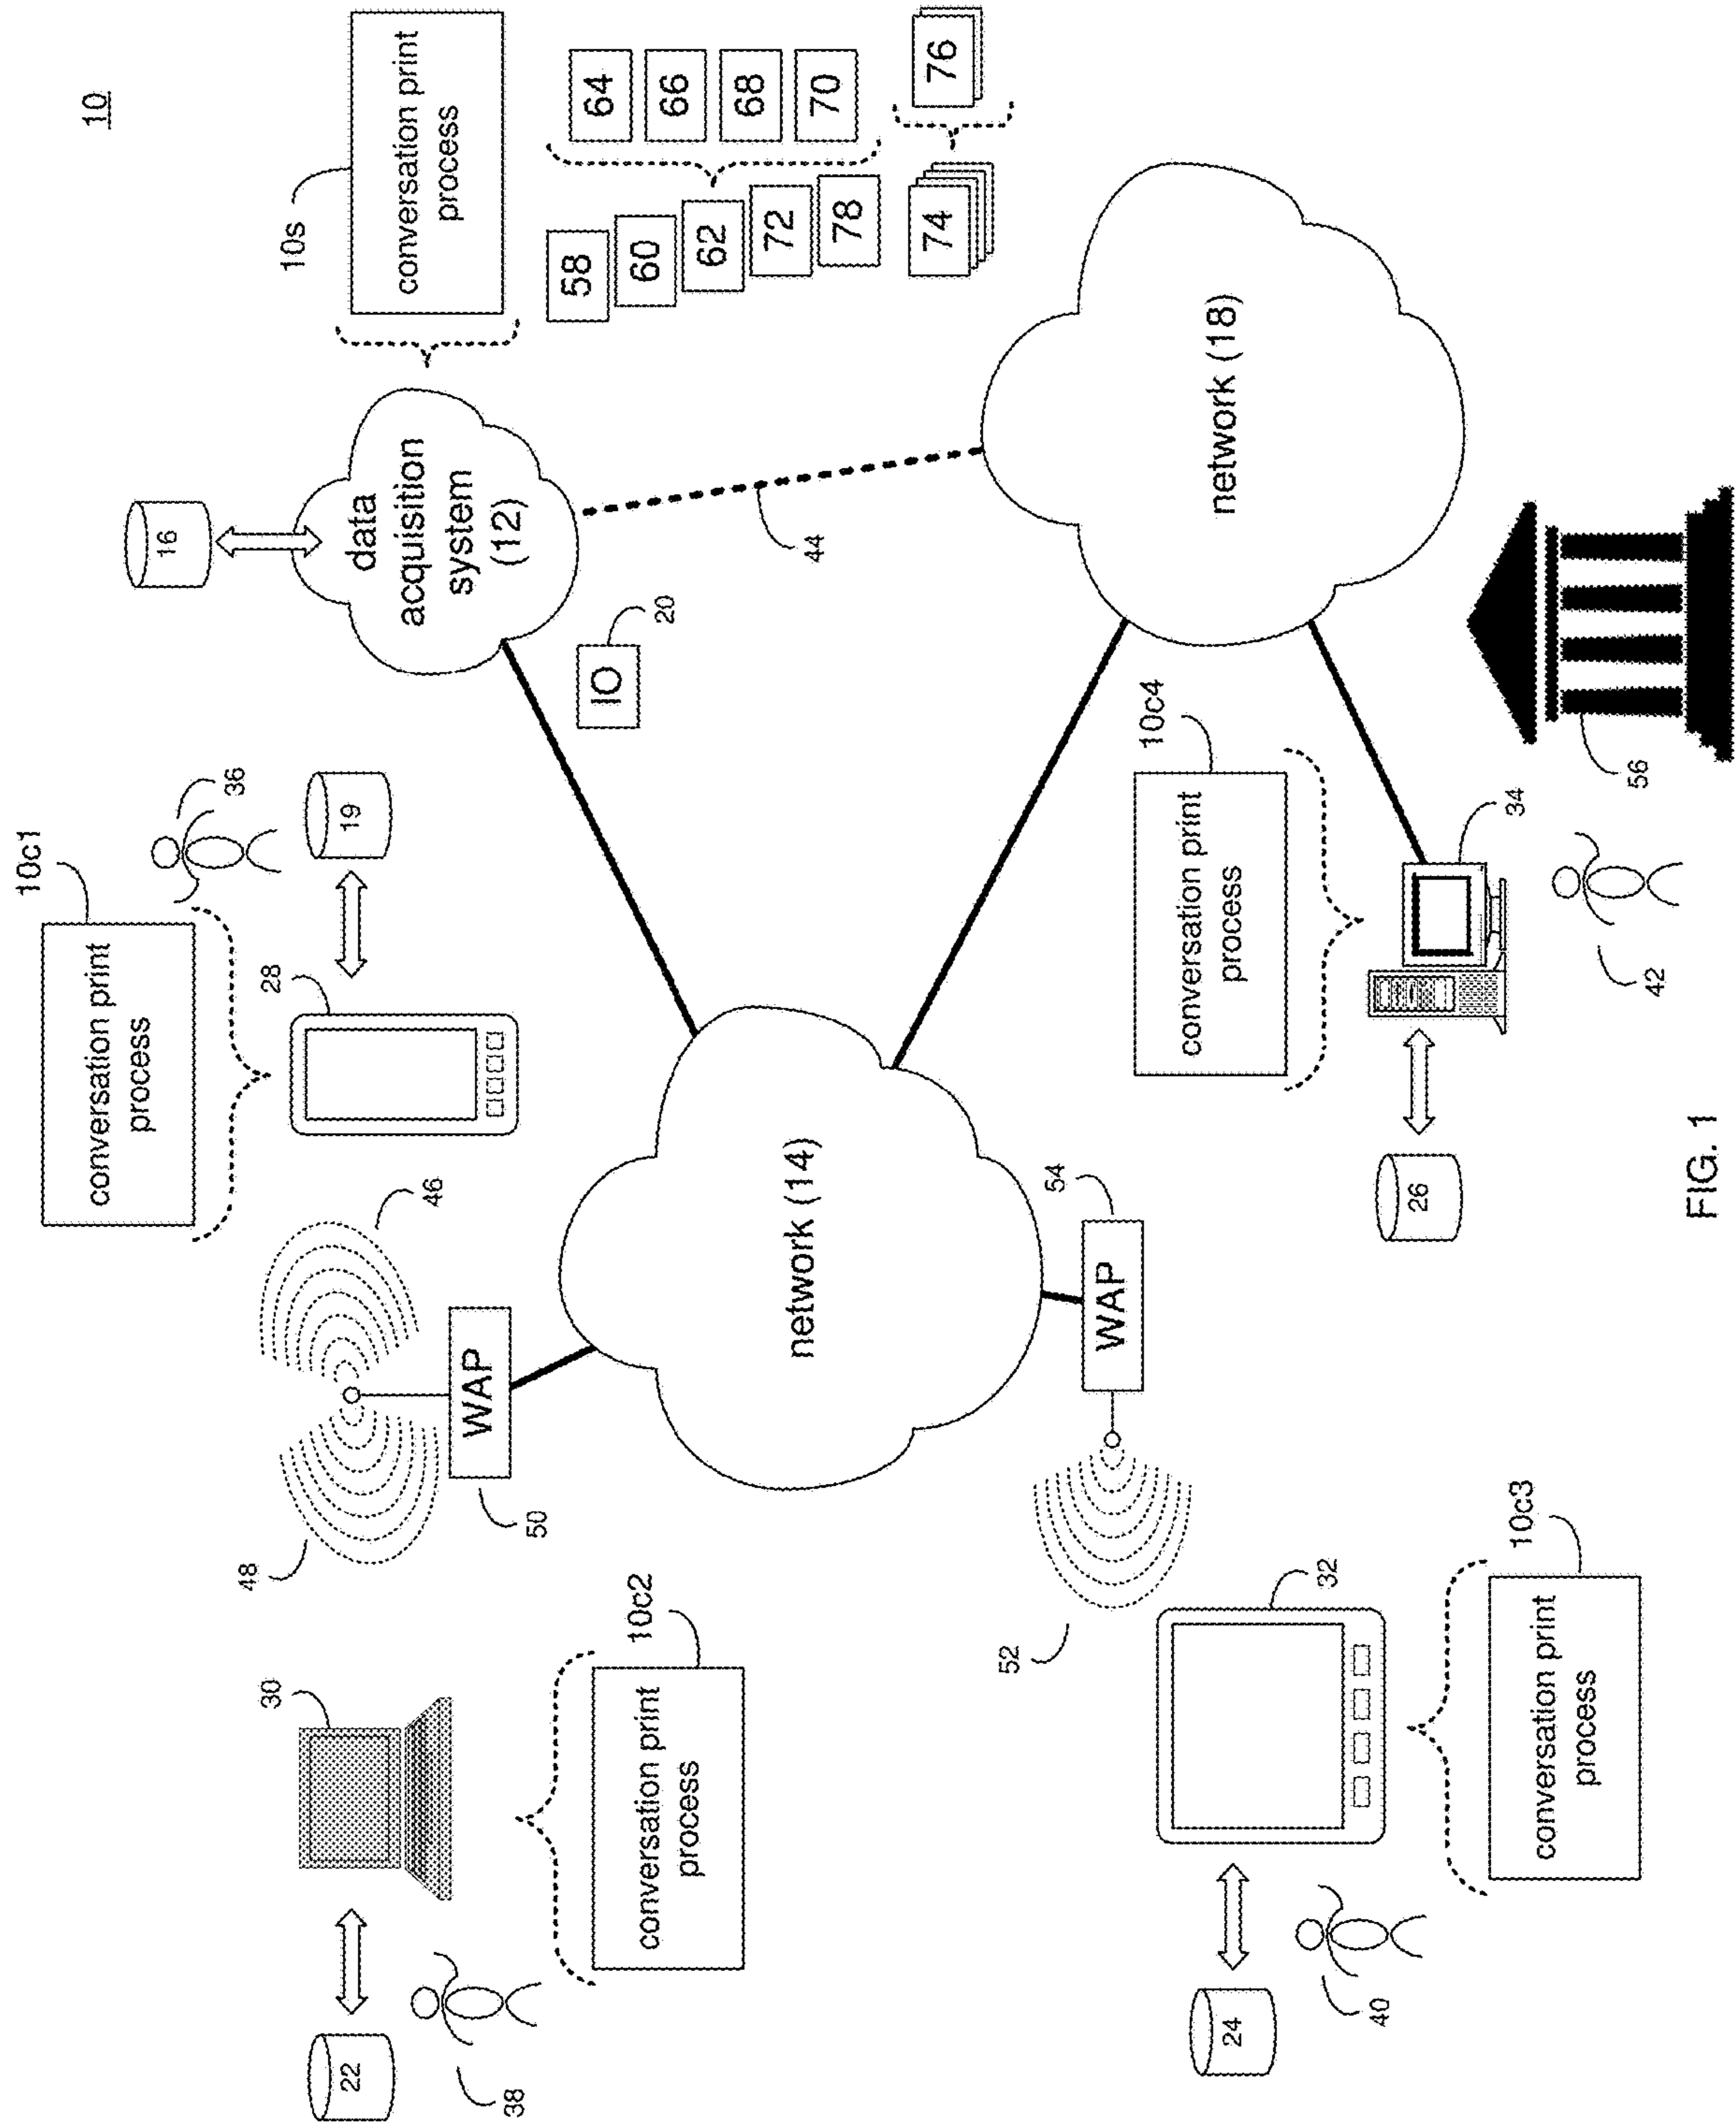 10
10c1
conversation print
process
16
36
48
30
28
10s
conversation print
process
22
19
data
acquisition
system
(12)
46
WAP
38
50
58
64
60
66
62
68
72
70
78
IO
20
10c2
conversation print
process
44
network (14)
74
76
52
54
WAP
10c4
conversation print
process
network (18)
24
32
40
26
10c3
34
conversation print
process
56
42
FIG. 1